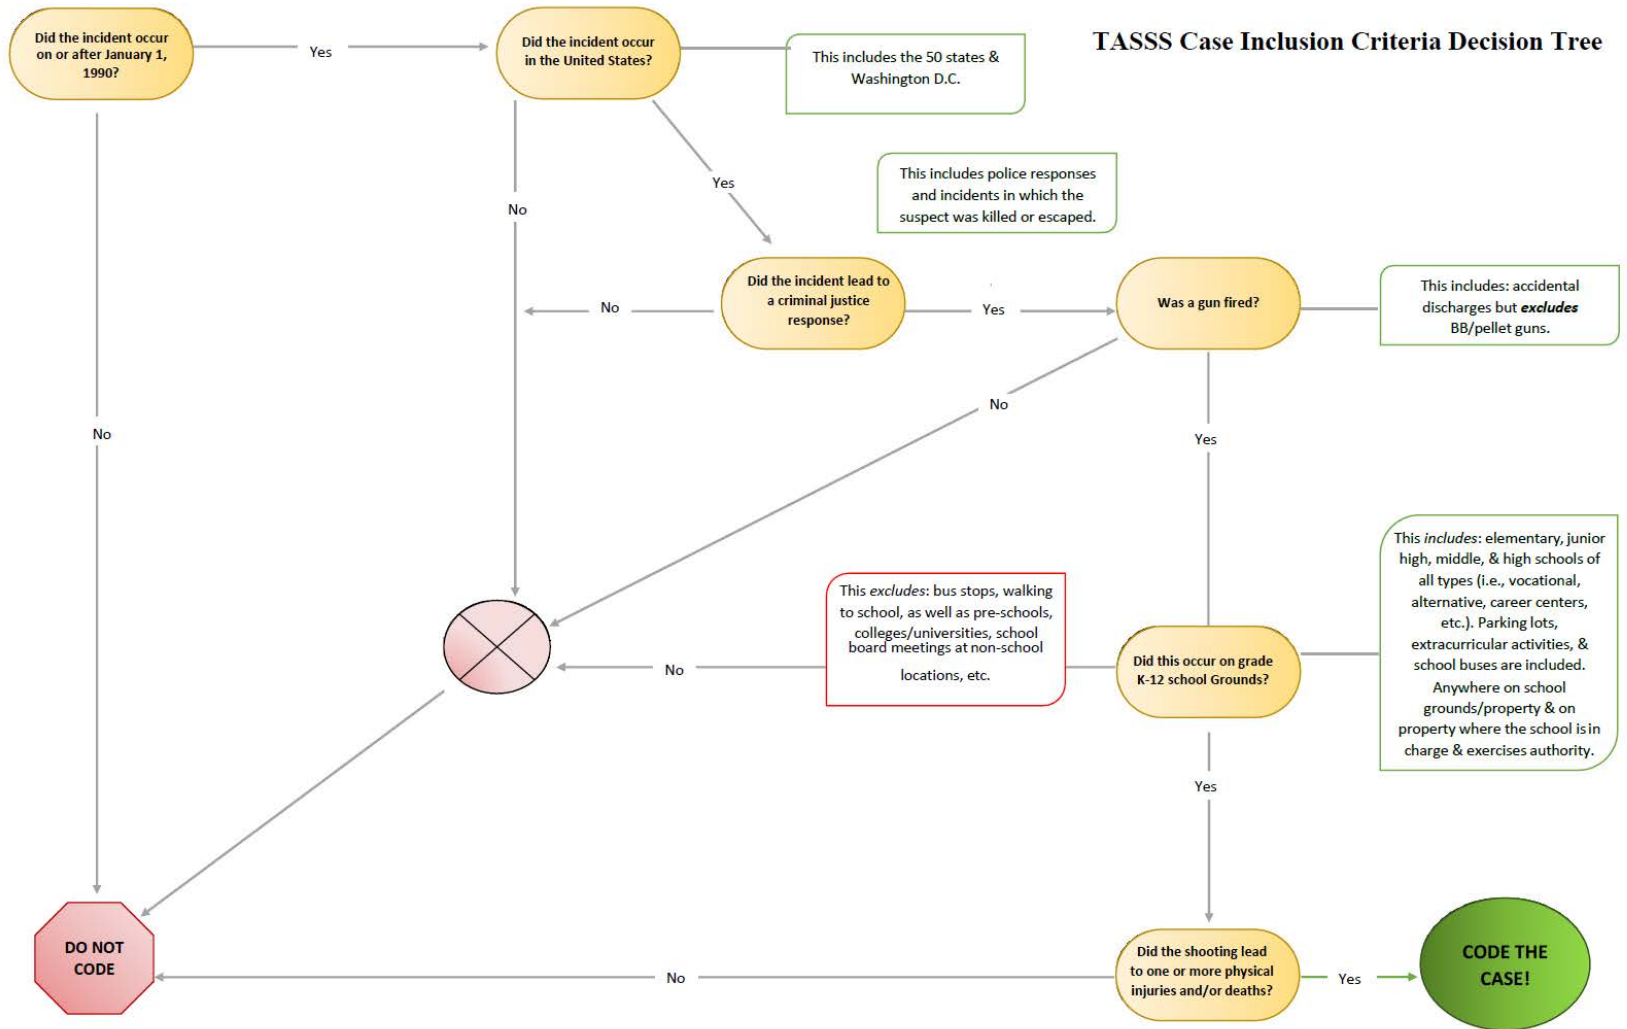 TASSS Case Inclusion Criteria Decision Tree
Did the incident occur
on or after January 1,
1990?
Yes
Did the incident occur
in the United States?
This includes the 50 states &
Washington D.C.
This includes police responses
and incidents in which the
suspect was killed or escaped.
Yes
No
Did the incident lead to
a criminal justice
response?
No
Yes
Was a gun fired?
This includes: accidental
discharges but excludes
BB/pellet guns.
No
No
Yes
This excludes: bus stops, walking
to school, as well as pre-schools,
colleges/universities, school
board meetings at non-school
locations, etc.
No
Did this occur on grade
K-12 school Grounds?
This includes: elementary, junior
high, middle, & high schools of
all types (i.e., vocational,
alternative, career centers,
etc.). Parking lots,
extracurricular activities, &
school buses are included.
Anywhere on school
grounds/property & on
property where the school is in
charge & exercises authority.
Yes
DO NOT
CODE
No
Did the shooting lead
to one or more physical
injuries and/or deaths?
Yes
CODE THE
CASE!